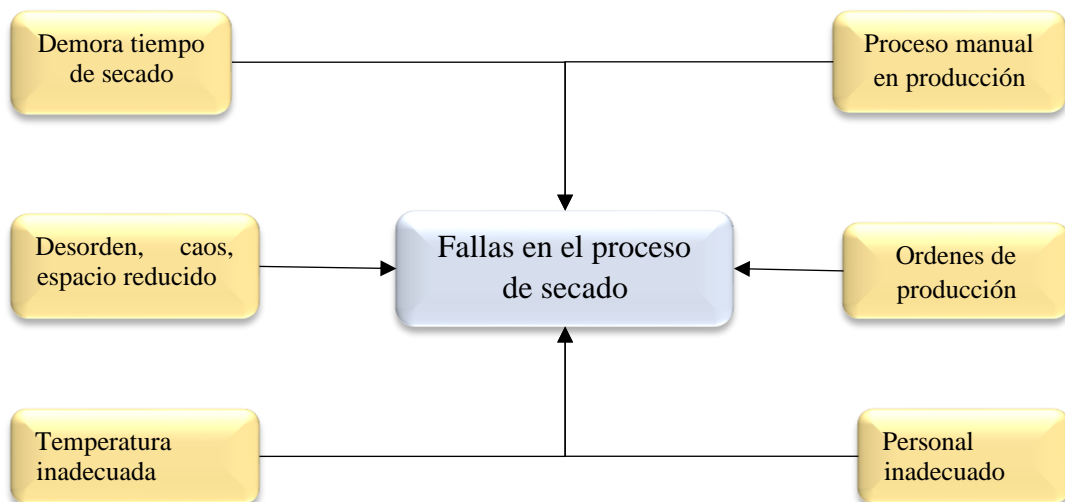 Demora tiempo
de secado
Proceso manual
en producción
Desorden, caos,
espacio reducido
Fallas en el proceso
de secado
Ordenes de
producción
Temperatura
inadecuada
Personal
inadecuado